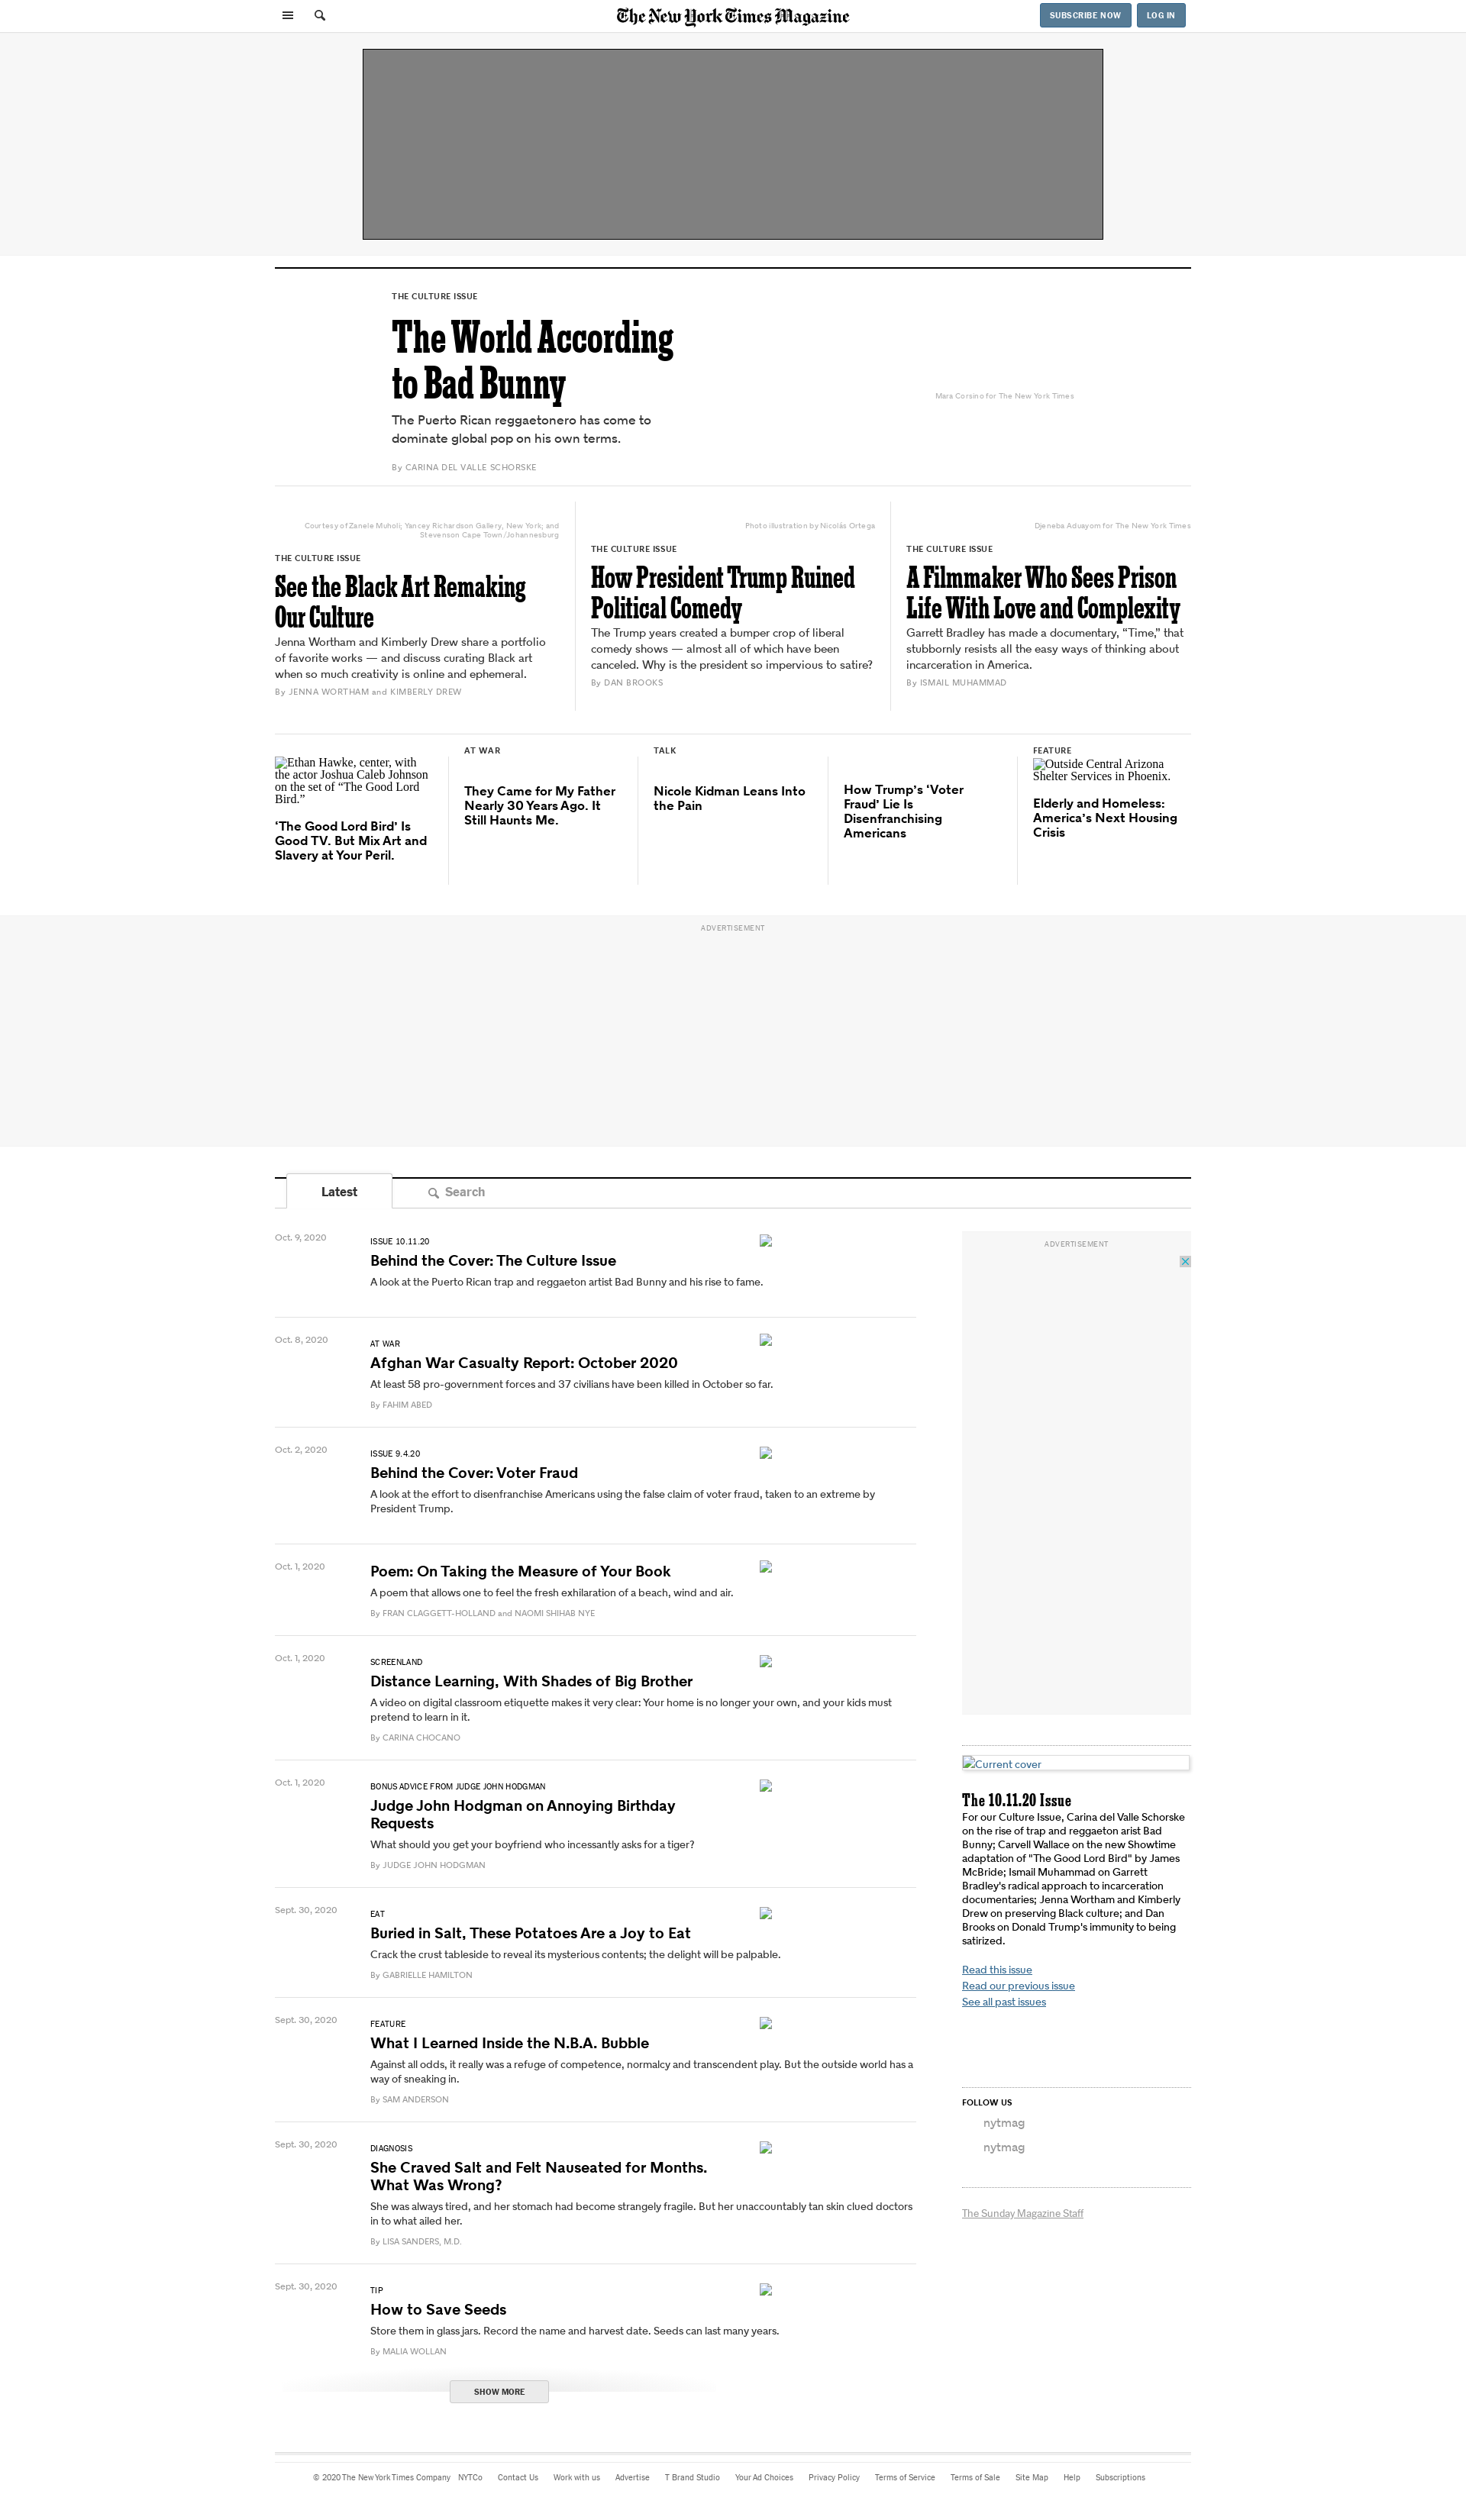 The New York Times Magazine
SUBSCRIBE NOW
LOG IN
THE CULTURE ISSUE
The World According
to Bad Bunny
The Puerto Rican reggaetonero has come to
dominate global pop on his own terms.
By CARINA DEL VALLE SCHORSKE
Mara Corsino for The New York Times
Courtesy of Zanele Muholi; Yancey Richardson Gallery, New York; and
Stevenson Cape Town/Johannesburg
THE CULTURE ISSUE
See the Black Art Remaking
Our Culture
Jenna Wortham and Kimberly Drew share a portfolio
of favorite works — and discuss curating Black art
when so much creativity is online and ephemeral.
By JENNA WORTHAM and KIMBERLY DREW
Photo illustration by Nicolás Ortega
THE CULTURE ISSUE
How President Trump Ruined
Political Comedy
The Trump years created a bumper crop of liberal
comedy shows — almost all of which have been
canceled. Why is the president so impervious to satire?
By DAN BROOKS
Djeneba Aduayom for The New York Times
THE CULTURE ISSUE
A Filmmaker Who Sees Prison
Life With Love and Complexity
Garrett Bradley has made a documentary, “Time,” that
stubbornly resists all the easy ways of thinking about
incarceration in America.
By ISMAIL MUHAMMAD
Ethan Hawke, center, with
the actor Joshua Caleb Johnson
on the set of “The Good Lord
Bird.”
‘The Good Lord Bird’ Is
Good TV. But Mix Art and
Slavery at Your Peril.
AT WAR
They Came for My Father
Nearly 30 Years Ago. It
Still Haunts Me.
TALK
Nicole Kidman Leans Into
the Pain
How Trump’s ‘Voter
Fraud’ Lie Is
Disenfranchising
Americans
FEATURE
Outside Central Arizona
Shelter Services in Phoenix.
Elderly and Homeless:
America’s Next Housing
Crisis
ADVERTISEMENT
Latest
Search
Oct. 9, 2020
ISSUE 10.11.20
Behind the Cover: The Culture Issue
A look at the Puerto Rican trap and reggaeton artist Bad Bunny and his rise to fame.
Oct. 8, 2020
AT WAR
Afghan War Casualty Report: October 2020
At least 58 pro-government forces and 37 civilians have been killed in October so far.
By FAHIM ABED
Oct. 2, 2020
ISSUE 9.4.20
Behind the Cover: Voter Fraud
A look at the effort to disenfranchise Americans using the false claim of voter fraud, taken to an extreme by
President Trump.
Oct. 1, 2020
Poem: On Taking the Measure of Your Book
A poem that allows one to feel the fresh exhilaration of a beach, wind and air.
By FRAN CLAGGETT-HOLLAND and NAOMI SHIHAB NYE
Oct. 1, 2020
SCREENLAND
Distance Learning, With Shades of Big Brother
A video on digital classroom etiquette makes it very clear: Your home is no longer your own, and your kids must
pretend to learn in it.
By CARINA CHOCANO
Oct. 1, 2020
BONUS ADVICE FROM JUDGE JOHN HODGMAN
Judge John Hodgman on Annoying Birthday
Requests
What should you get your boyfriend who incessantly asks for a tiger?
By JUDGE JOHN HODGMAN
Sept. 30, 2020
EAT
Buried in Salt, These Potatoes Are a Joy to Eat
Crack the crust tableside to reveal its mysterious contents; the delight will be palpable.
By GABRIELLE HAMILTON
Sept. 30, 2020
FEATURE
What I Learned Inside the N.B.A. Bubble
Against all odds, it really was a refuge of competence, normalcy and transcendent play. But the outside world has a
way of sneaking in.
By SAM ANDERSON
Sept. 30, 2020
DIAGNOSIS
She Craved Salt and Felt Nauseated for Months.
What Was Wrong?
She was always tired, and her stomach had become strangely fragile. But her unaccountably tan skin clued doctors
in to what ailed her.
By LISA SANDERS, M.D.
Sept. 30, 2020
TIP
How to Save Seeds
Store them in glass jars. Record the name and harvest date. Seeds can last many years.
By MALIA WOLLAN
SHOW MORE
ADVERTISEMENT
Current cover
The 10.11.20 Issue
For our Culture Issue, Carina del Valle Schorske
on the rise of trap and reggaeton arist Bad
Bunny; Carvell Wallace on the new Showtime
adaptation of "The Good Lord Bird" by James
McBride; Ismail Muhammad on Garrett
Bradley's radical approach to incarceration
documentaries; Jenna Wortham and Kimberly
Drew on preserving Black culture; and Dan
Brooks on Donald Trump's immunity to being
satirized.
Read this issue
Read our previous issue
See all past issues
FOLLOW US
nytmag
nytmag
The Sunday Magazine Staff
© 2020 The New York Times Company NYTCo Contact Us Work with us Advertise T Brand Studio Your Ad Choices Privacy Policy Terms of Service Terms of Sale Site Map Help Subscriptions